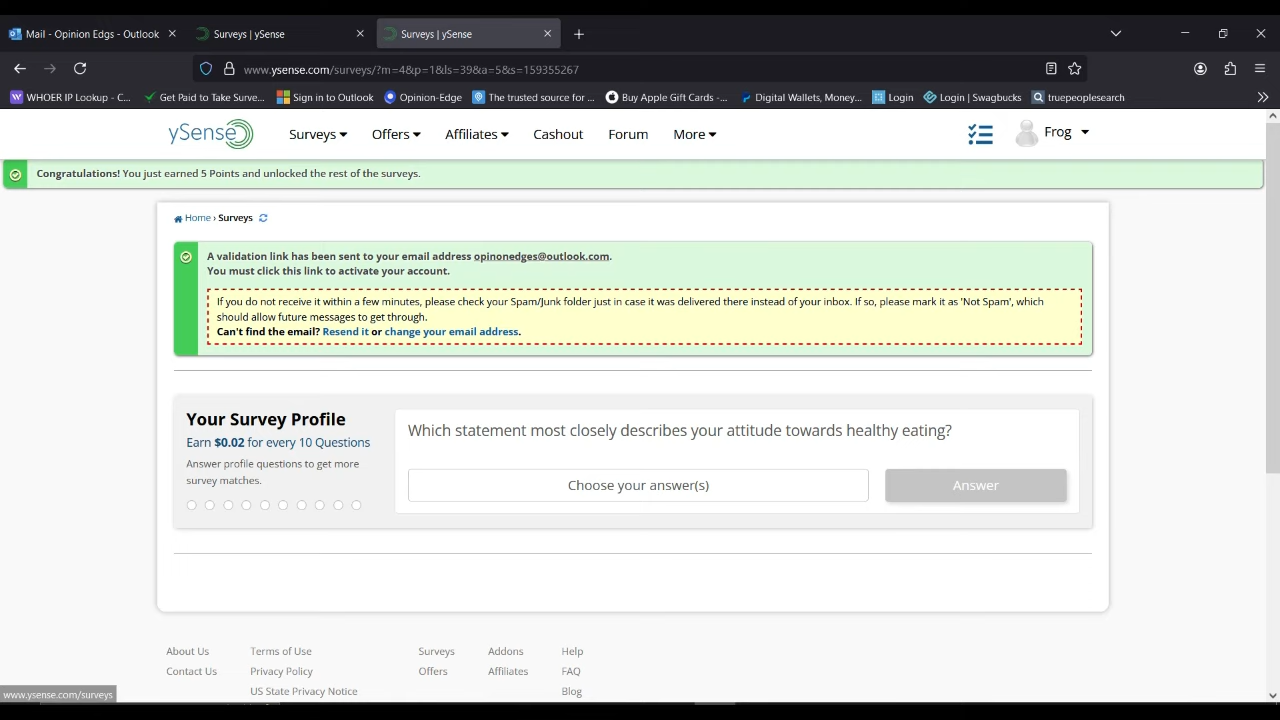 Mail - Opinion Edgs - Outlook
Surveys | ySense
Surveys | ySense
www.ysense.com/surveys/?m=4&p=1&ls=39&a=5&s=159355267
WHOER IP Lookup - C...
Get Paid to Take Surve...
Sign in to Outlook
Opinion-Edge
The trusted source for ...
Buy Apple Gift Cards -...
Digital Wallets, Money...
Login
Login | Swagbucks
truepeoplesearch
ySense
Surveys
Offers
Affiliates
Cashout
Forum
More
Frog
Congratulations! You just earned 5 Points and unlocked the rest of the surveys.
Home › Surveys
A validation link has been sent to your email address opinonedges@outlook.com.
You must click this link to activate your account.
If you do not receive it within a few minutes, please check your Spam/Junk folder just in case it was delivered there instead of your inbox. If so, please mark it as 'Not Spam', which
should allow future messages to get through.
Can't find the email? Resend it or change your email address.
Your Survey Profile
Earn $0.02 for every 10 Questions
Answer profile questions to get more
survey matches.
Which statement most closely describes your attitude towards healthy eating?
Choose your answer(s)
Answer
About Us
Terms of Use
Surveys
Addons
Help
Contact Us
Privacy Policy
Offers
Affiliates
FAQ
US State Privacy Notice
Blog
www.ysense.com/surveys